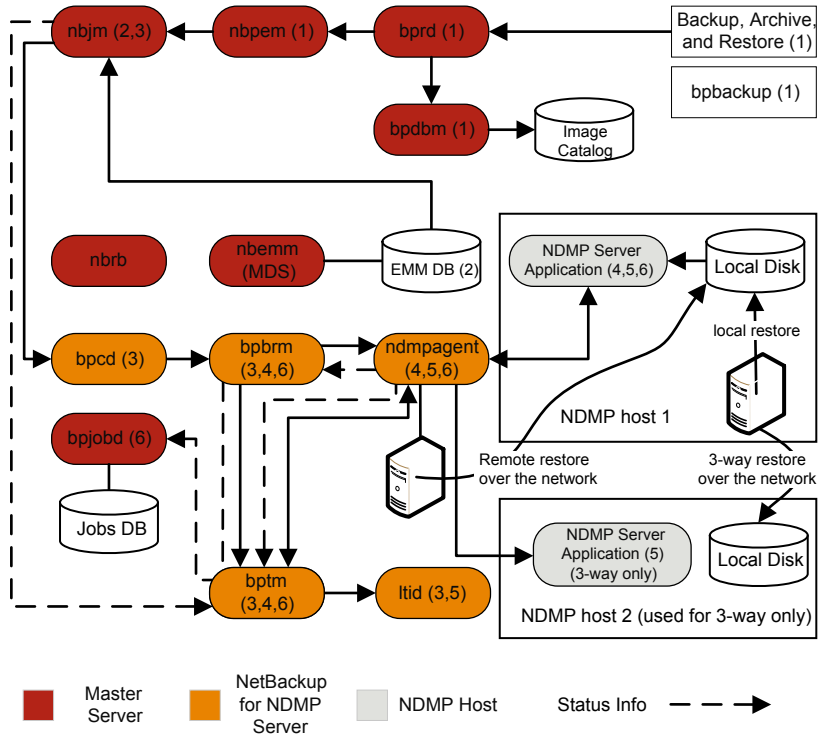 nbjm (2,3)
nbpem (1)
bprd (1)
Backup, Archive,
and Restore (1)
bpbackup (1)
bpdbm (1)
Image
Catalog
nbrb
nbemm
(MDS)
EMM DB (2)
NDMP Server
Application (4,5,6)
Local Disk
local restore
bpcd (3)
bpbrm
(3,4,6)
ndmpagent
(4,5,6)
NDMP host 1
bpjobd (6)
Jobs DB
Remote restore
over the network
3-way restore
over the network
NDMP Server
Application (5)
(3-way only)
Local Disk
bptm
(3,4,6)
ltid (3,5)
NDMP host 2 (used for 3-way only)
Master
Server
NetBackup
for NDMP
Server
NDMP Host
Status Info